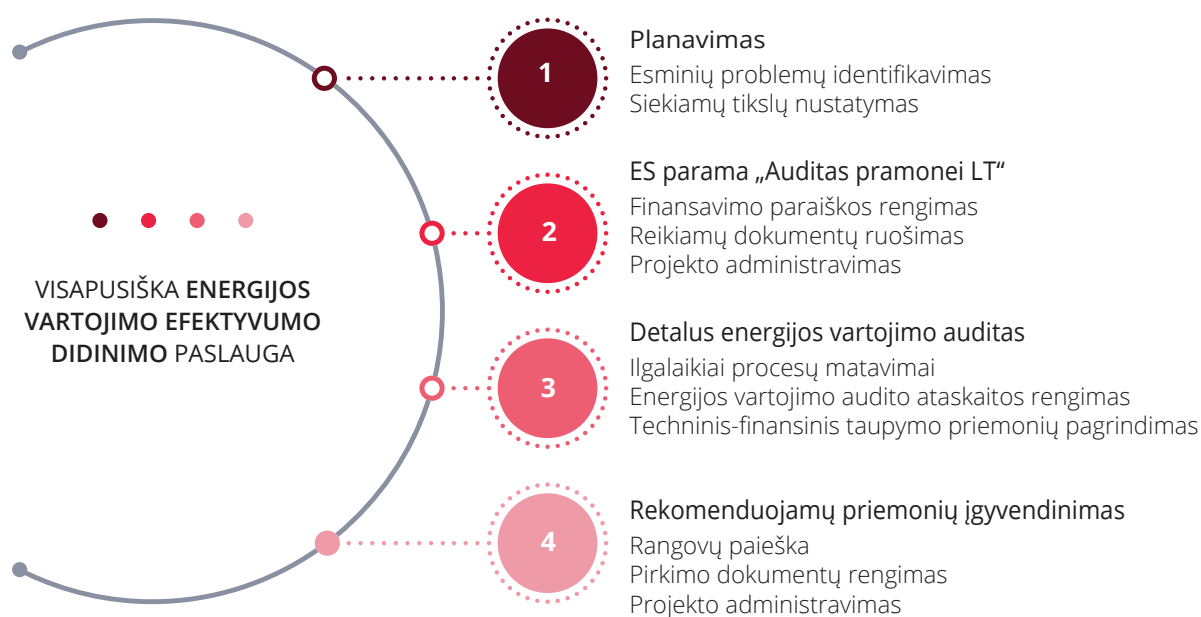 VISAPUSIŠKA ENERGIJOS
VARTOJIMO EFEKTYVUMO
DIDINIMO PASLAUGA
1
Planavimas
Esminių problemų identifikavimas
Siekiamų tikslų nustatymas
2
ES parama „Auditas pramonei LT“
Finansavimo paraiškos rengimas
Reikiamų dokumentų ruošimas
Projekto administravimas
3
Detalus energijos vartojimo auditas
Ilgalaikiai procesų matavimai
Energijos vartojimo audito ataskaitos rengimas
Techninis-finansinis taupymo priemonių pagrindimas
4
Rekomenduojamų priemonių įgyvendinimas
Rangovų paieška
Pirkimo dokumentų rengimas
Projekto administravimas